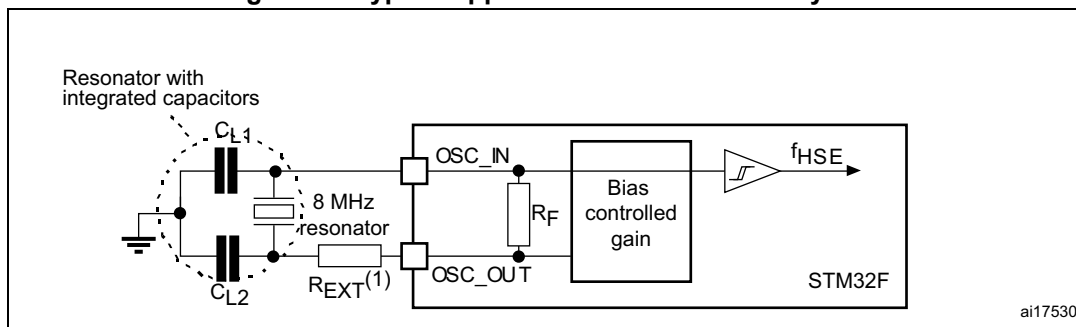 Resonator with
integrated capacitors
CL1
OSC_IN
fHSE
8 MHz
resonator
RF
Bias
controlled
gain
REXT(1)
OSC_OUT
STM32F
CL2
ai17530